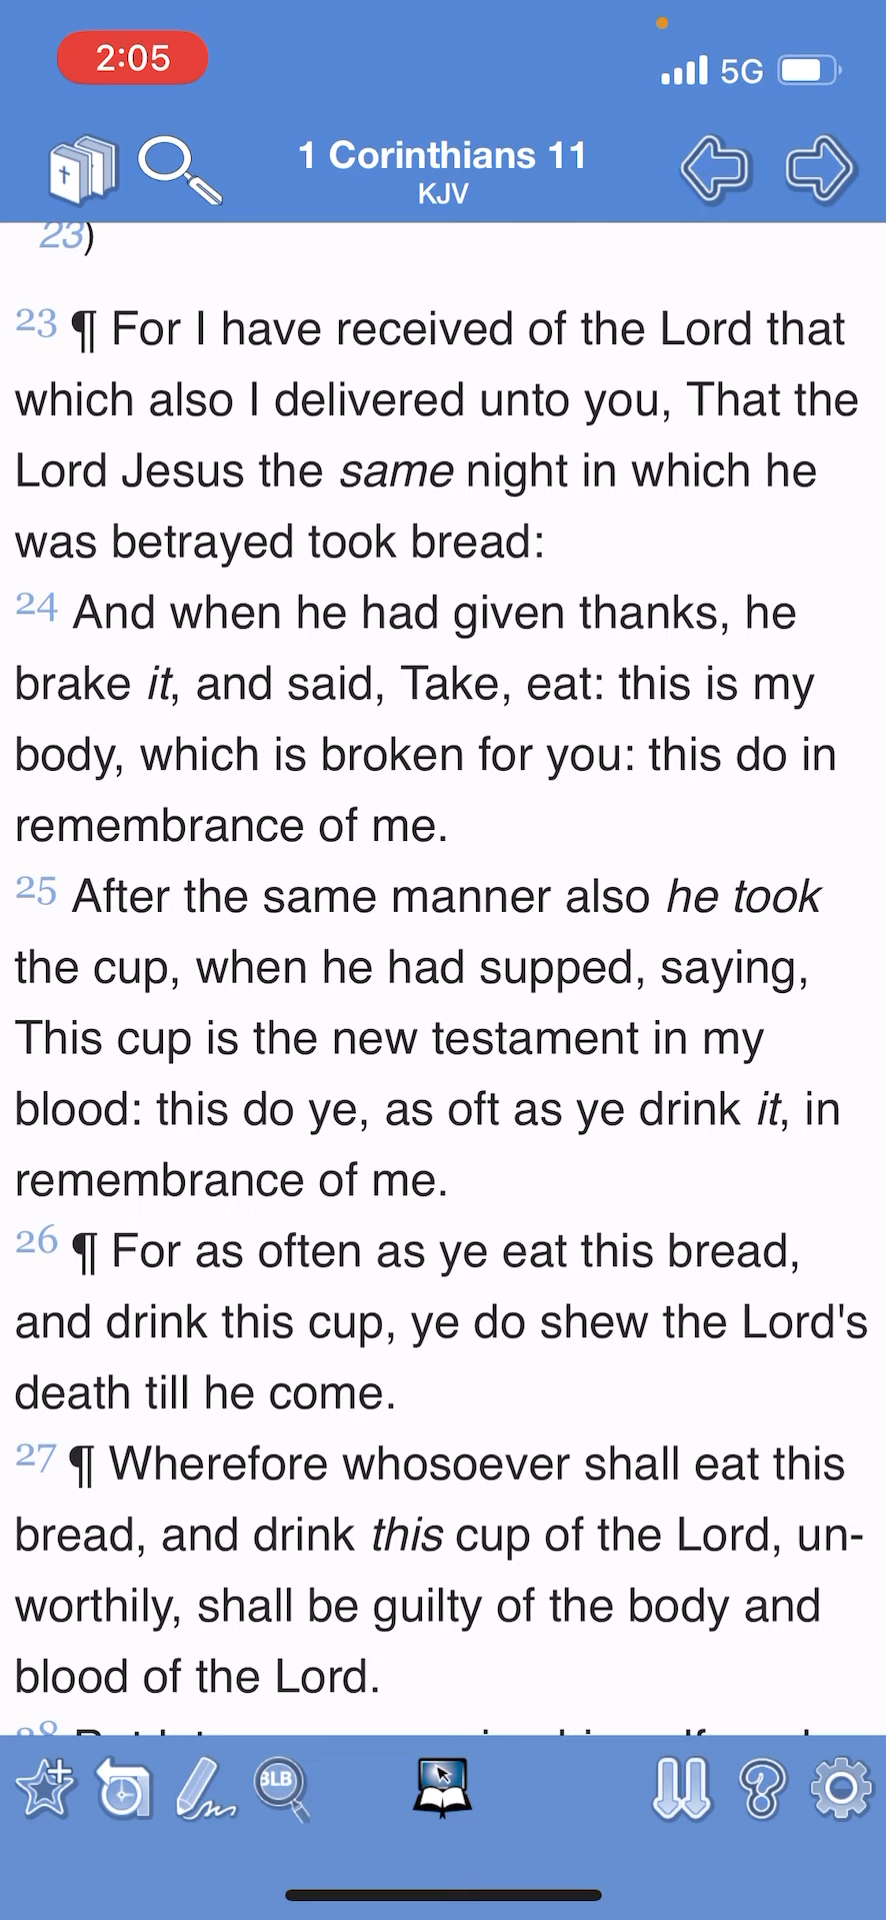 2:05
5G
1 Corinthians 11
KJV
23)
23 ¶ For I have received of the Lord that
which also I delivered unto you, That the
Lord Jesus the same night in which he
was betrayed took bread:
24 And when he had given thanks, he
brake it, and said, Take, eat: this is my
body, which is broken for you: this do in
remembrance of me.
25 After the same manner also he took
the cup, when he had supped, saying,
This cup is the new testament in my
blood: this do ye, as oft as ye drink it, in
remembrance of me.
26 ¶ For as often as ye eat this bread,
and drink this cup, ye do shew the Lord's
death till he come.
27 ¶ Wherefore whosoever shall eat this
bread, and drink this cup of the Lord, un-
worthily, shall be guilty of the body and
blood of the Lord.
BLB